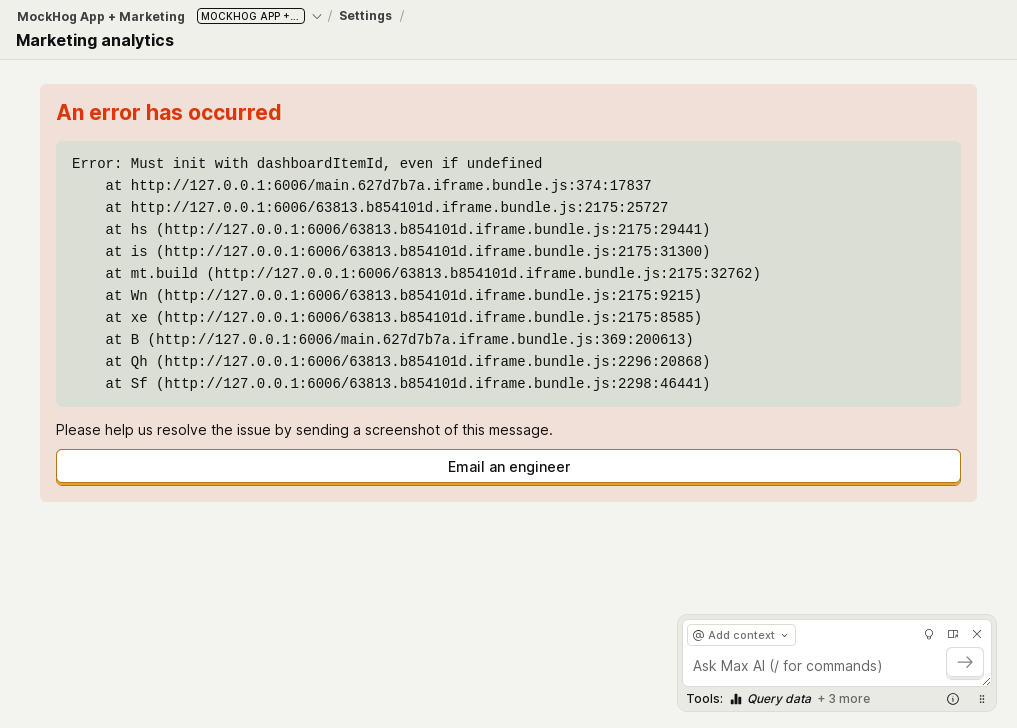 MockHog App + Marketing MOCKHOG APP +... / Settings /
Marketing analytics
An error has occurred
Error: Must init with dashboardItemId, even if undefined
at http://127.0.0.1:6006/main.627d7b7a.iframe.bundle.js:374:17837
at http://127.0.0.1:6006/63813.b854101d.iframe.bundle.js:2175:25727
at hs (http://127.0.0.1:6006/63813.b854101d.iframe.bundle.js:2175:29441)
at is (http://127.0.0.1:6006/63813.b854101d.iframe.bundle.js:2175:31300)
at mt.build (http://127.0.0.1:6006/63813.b854101d.iframe.bundle.js:2175:32762)
at Wn (http://127.0.0.1:6006/63813.b854101d.iframe.bundle.js:2175:9215)
at xe (http://127.0.0.1:6006/63813.b854101d.iframe.bundle.js:2175:8585)
at B (http://127.0.0.1:6006/main.627d7b7a.iframe.bundle.js:369:200613)
at Qh (http://127.0.0.1:6006/63813.b854101d.iframe.bundle.js:2296:20868)
at Sf (http://127.0.0.1:6006/63813.b854101d.iframe.bundle.js:2298:46441)
Please help us resolve the issue by sending a screenshot of this message.
Email an engineer
@ Add context
Ask Max AI (/ for commands)
Tools: Query data + 3 more